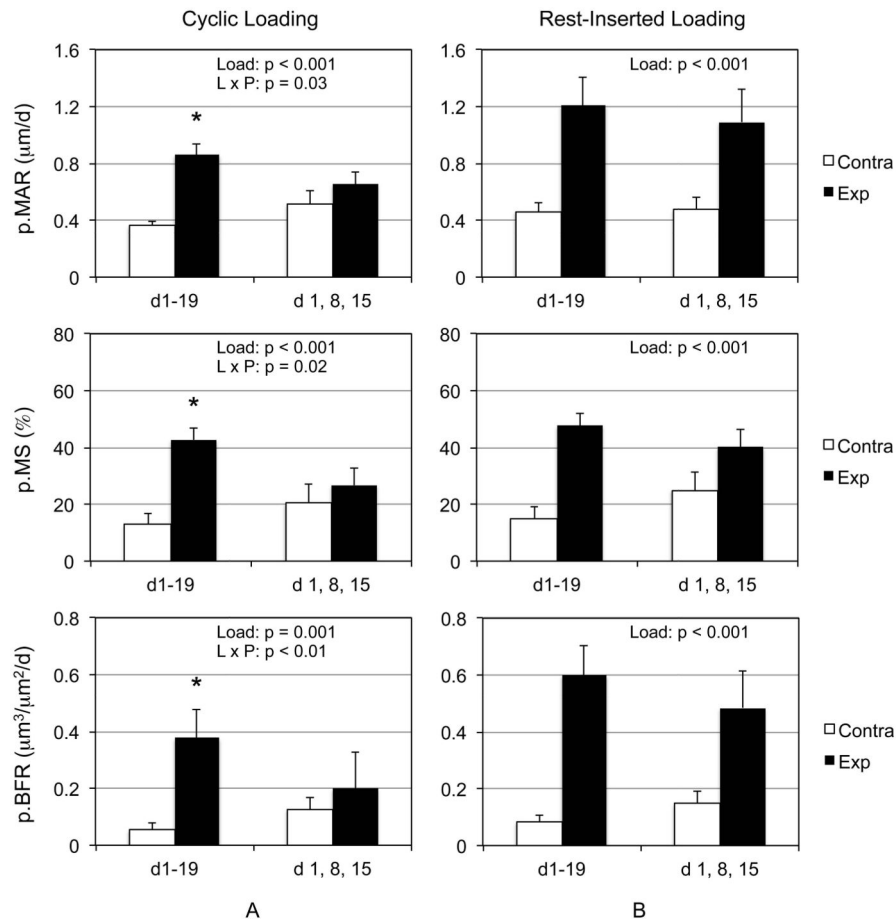 Cyclic Loading
Rest-Inserted Loading
p.MAR (µm/d)
1.6
1.2
0.8
0.4
0
Load: p < 0.001
L x P: p = 0.03
*
d1-19
d 1, 8, 15
1.6
1.2
0.8
0.4
0
Load: p < 0.001
d1-19
d 1, 8, 15
Contra
Exp
p.MS (%)
80
60
40
20
0
Load: p < 0.001
L x P: p = 0.02
*
d1-19
d 1, 8, 15
80
60
40
20
0
Load: p < 0.001
d1-19
d 1, 8, 15
Contra
Exp
p.BFR (µm³/µm²/d)
0.8
0.6
0.4
0.2
0
Load: p = 0.001
L x P: p < 0.01
*
d1-19
d 1, 8, 15
0.8
0.6
0.4
0.2
0
Load: p < 0.001
d1-19
d 1, 8, 15
Contra
Exp
A
B